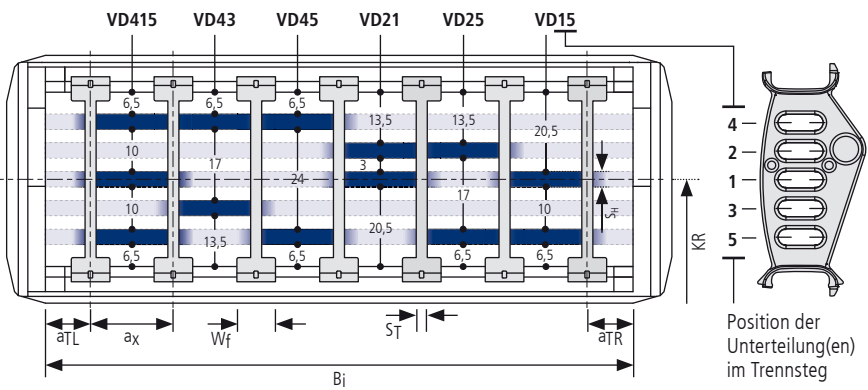 VD415 VD43 VD45 VD21 VD25 VD15
6,5 6,5 6,5 13,5 13,5 20,5
10 17 24 3 17
10 13,5 20,5 10
6,5 6,5 6,5 6,5
SH
KR
4
2
1
3
5
aTL ax Wf ST aTR
Bi
Position der
Unterteilung(en)
im Trennsteg